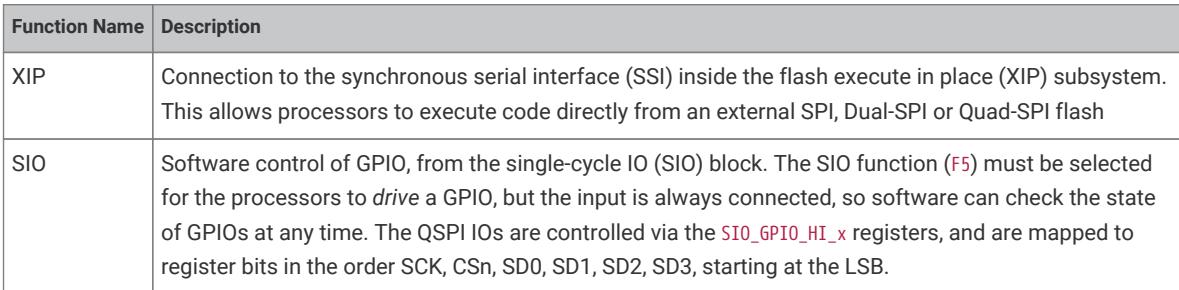 Function Name Description
XIP Connection to the synchronous serial interface (SSI) inside the flash execute in place (XIP) subsystem.
This allows processors to execute code directly from an external SPI, Dual-SPI or Quad-SPI flash
SIO Software control of GPIO, from the single-cycle IO (SIO) block. The SIO function (F5) must be selected
for the processors to drive a GPIO, but the input is always connected, so software can check the state
of GPIOs at any time. The QSPI IOs are controlled via the SIO_GPIO_HI_x registers, and are mapped to
register bits in the order SCK, CSn, SD0, SD1, SD2, SD3, starting at the LSB.